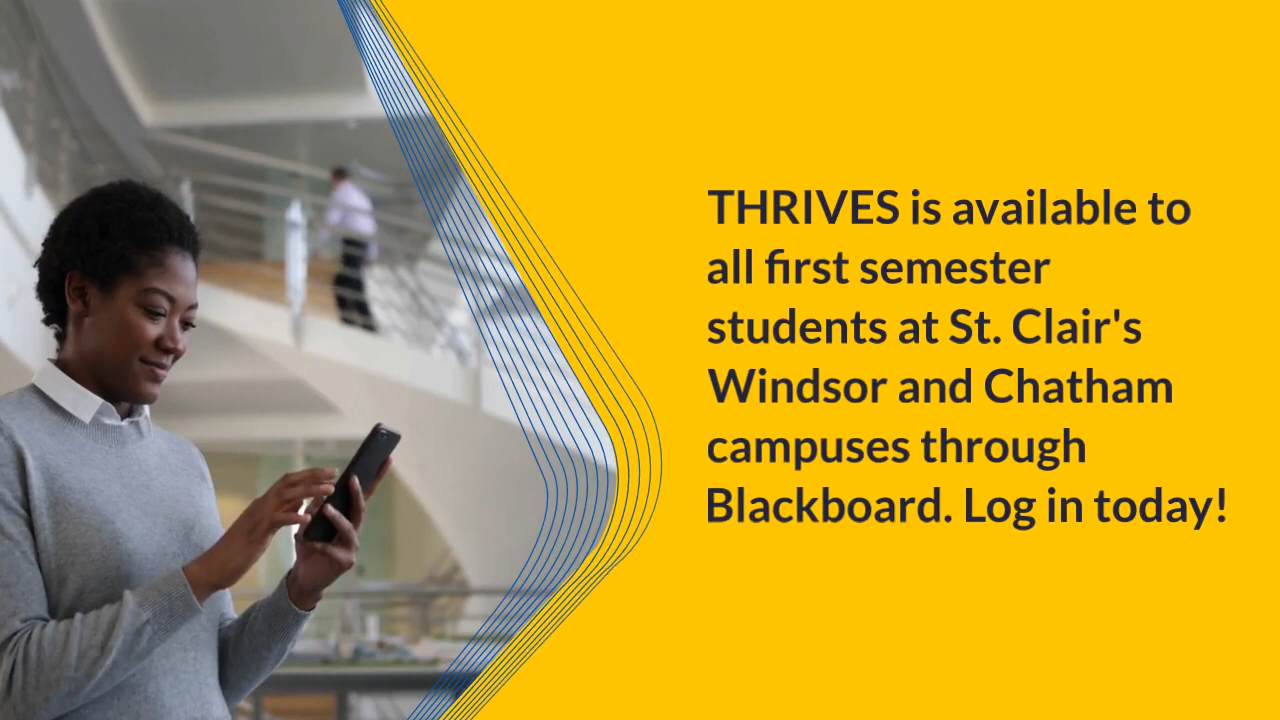 THRIVES is available to
all first semester
students at St. Clair's
Windsor and Chatham
campuses through
Blackboard. Log in today!